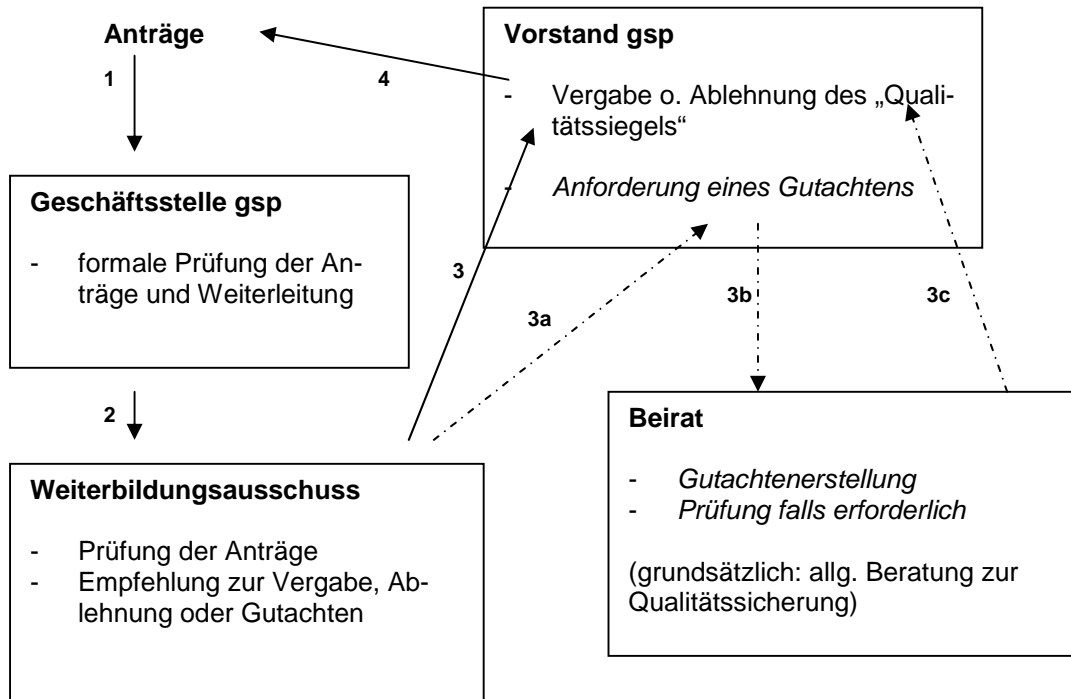 Anträge
1
4
Vorstand gsp
- Vergabe o. Ablehnung des „Quali-
tätssiegels“
- Anforderung eines Gutachtens
Geschäftsstelle gsp
- formale Prüfung der An-
träge und Weiterleitung
3
3a
3b
3c
2
Weiterbildungsausschuss
- Prüfung der Anträge
- Empfehlung zur Vergabe, Ab-
lehnung oder Gutachten
Beirat
- Gutachtenerstellung
- Prüfung falls erforderlich
(grundsätzlich: allg. Beratung zur
Qualitätssicherung)